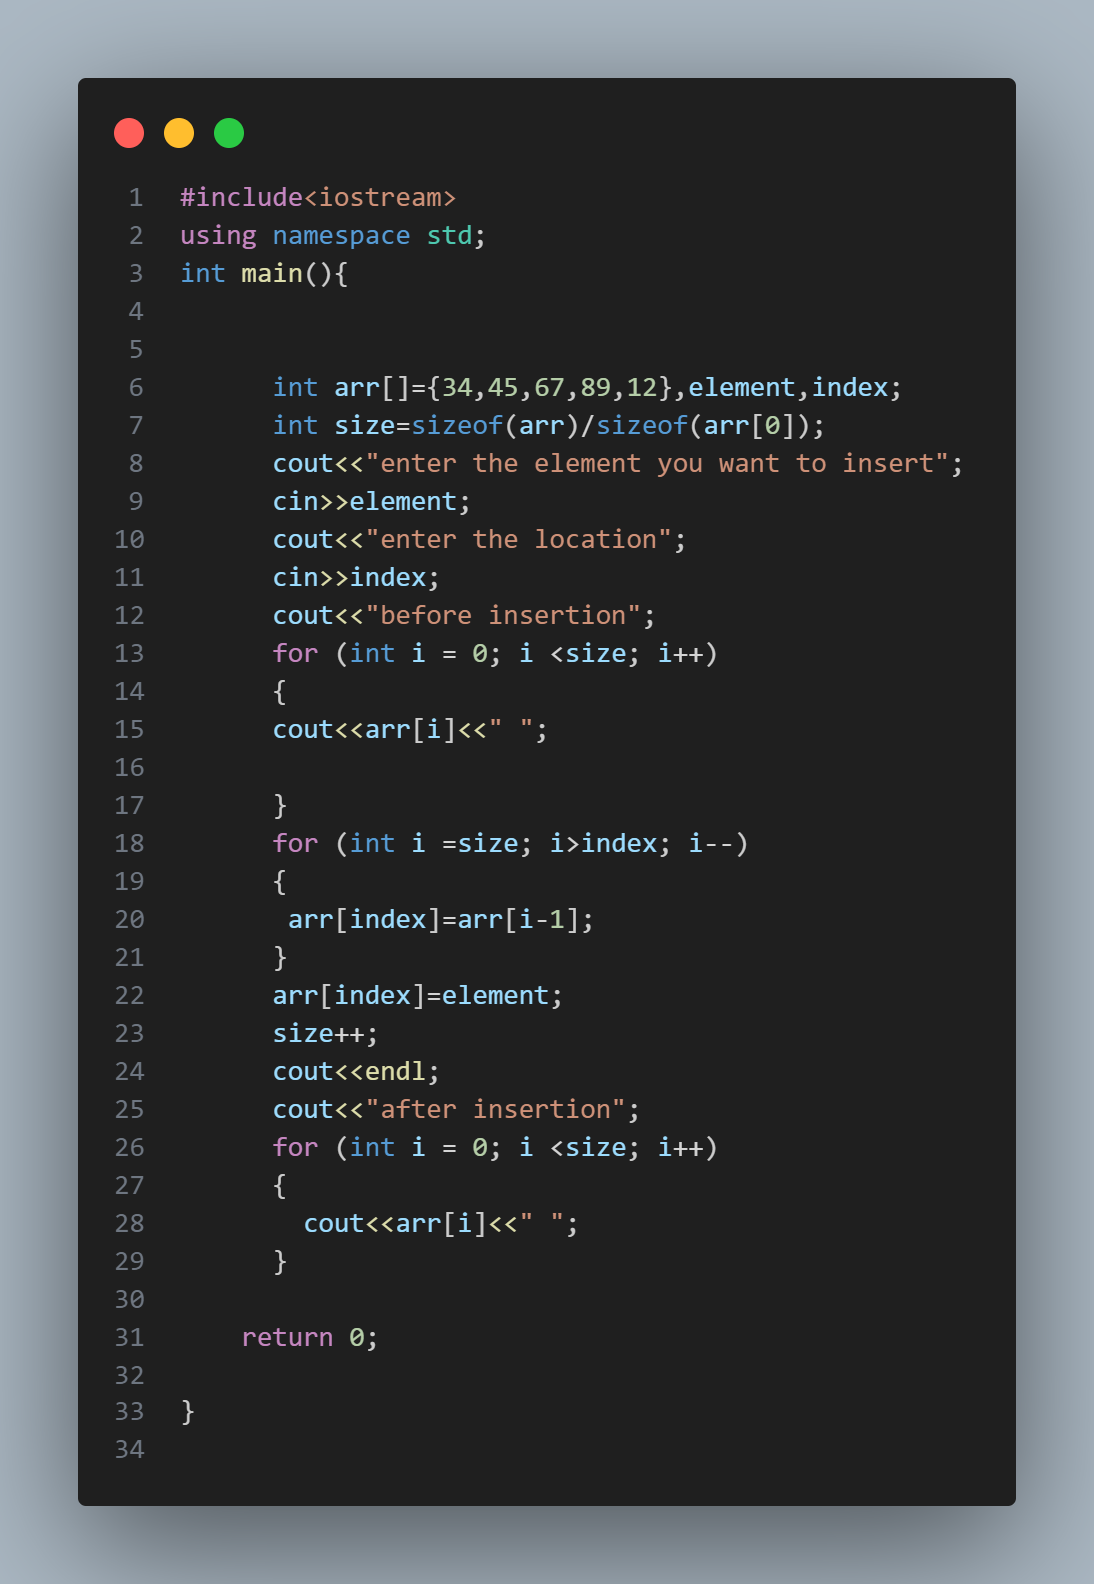 1 #include<iostream>
2 using namespace std;
3 int main(){
4
5
6       int arr[]={34,45,67,89,12},element,index;
7       int size=sizeof(arr)/sizeof(arr[0]);
8       cout<<"enter the element you want to insert";
9       cin>>element;
10       cout<<"enter the location";
11       cin>>index;
12       cout<<"before insertion";
13       for (int i = 0; i <size; i++)
14       {
15       cout<<arr[i]<<" ";
16
17       }
18       for (int i =size; i>index; i--)
19       {
20        arr[index]=arr[i-1];
21       }
22       arr[index]=element;
23       size++;
24       cout<<endl;
25       cout<<"after insertion";
26       for (int i = 0; i <size; i++)
27       {
28         cout<<arr[i]<<" ";
29       }
30
31     return 0;
32
33 }
34